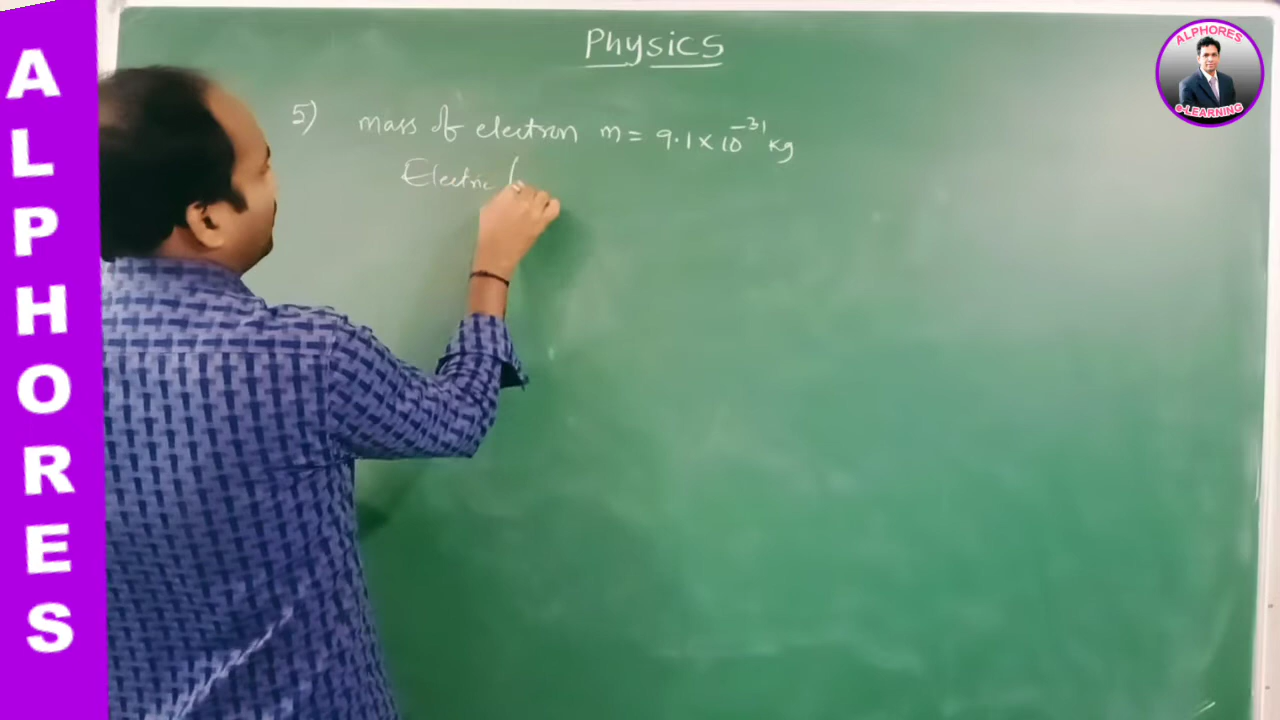 ALPHORES
Physics
ALPHORES
e-LEARNING
5) mass of electron m = 9.1 × 10⁻³¹ kg
Electric